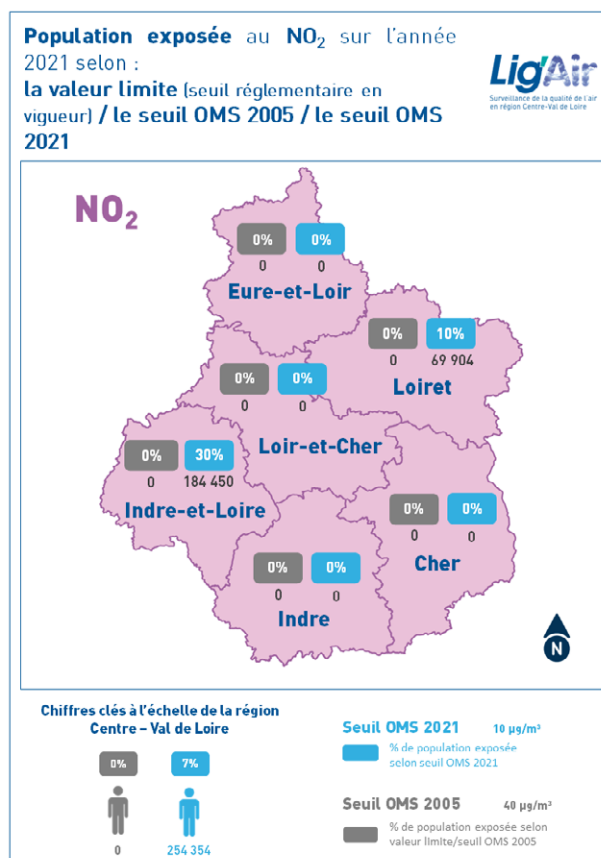 Population exposée au NO₂ sur l'année
2021 selon :
la valeur limite (seuil réglementaire en
vigueur) / le seuil OMS 2005 / le seuil OMS
2021
Lig'Air
Surveillance de la qualité de l'air
en région Centre-Val de Loire
NO₂
0% 0%
0 0
Eure-et-Loir
0% 10%
0 69 904
Loiret
0% 0%
0 0
Loir-et-Cher
0% 30%
0 184 450
Indre-et-Loire
0% 0%
0 0
Cher
0% 0%
0 0
Indre
N
Chiffres clés à l'échelle de la région
Centre – Val de Loire
0% 7%
0 254 354
Seuil OMS 2021 10 µg/m³
% de population exposée
selon seuil OMS 2021
Seuil OMS 2005 40 µg/m³
% de population exposée selon
valeur limite/seuil OMS 2005